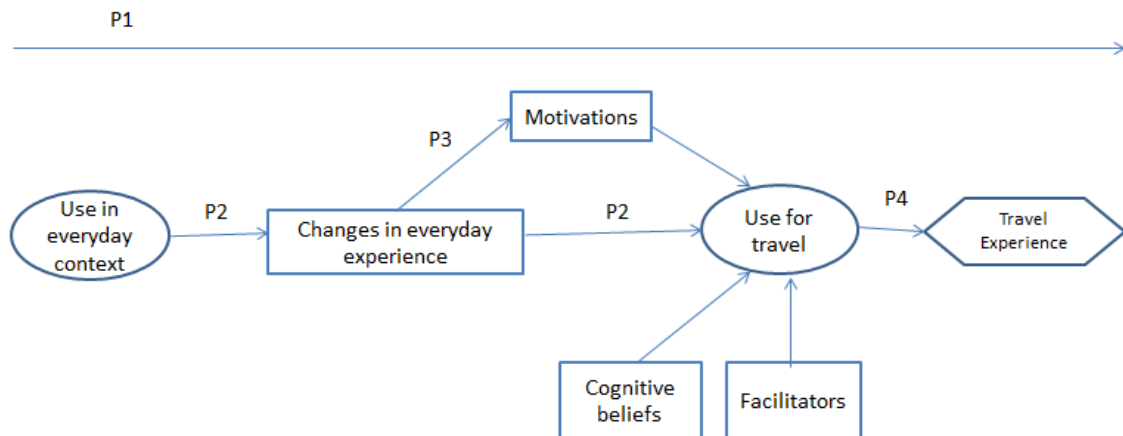 P1
Motivations
P3
P2
P2
P4
Use in
everyday
context
Changes in everyday
experience
Use for
travel
Travel
Experience
Cognitive
beliefs
Facilitators